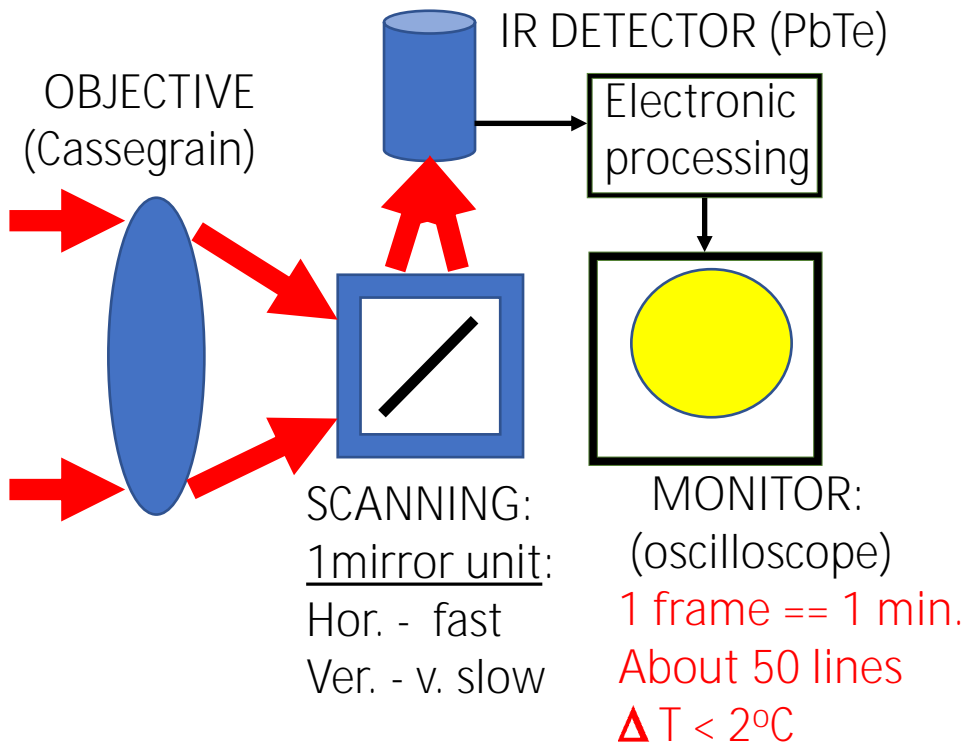 IR DETECTOR (PbTe)
OBJECTIVE
(Cassegrain)
Electronic
processing
SCANNING:
1mirror unit:
Hor. - fast
Ver. - v. slow
MONITOR:
(oscilloscope)
1 frame == 1 min.
About 50 lines
Δ T < 2ºC